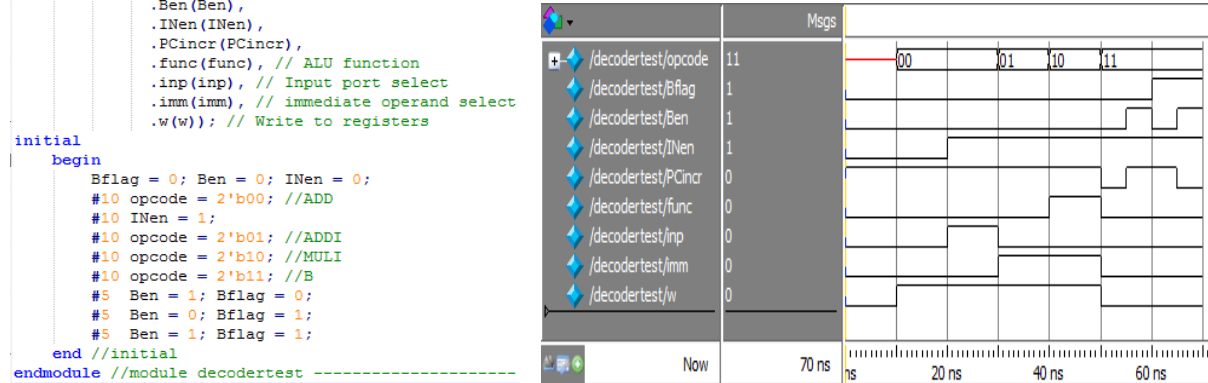 .Ben(Ben),
.INen(INen),
.PCincr(PCincr),
.func(func), // ALU function
.inp(inp), // Input port select
.imm(imm), // immediate operand select
.w(w)); // Write to registers
initial
begin
Bflag = 0; Ben = 0; INen = 0;
#10 opcode = 2'b00; //ADD
#10 INen = 1;
#10 opcode = 2'b01; //ADDI
#10 opcode = 2'b10; //MULI
#10 opcode = 2'b11; //B
#5 Ben = 1; Bflag = 0;
#5 Ben = 0; Bflag = 1;
#5 Ben = 1; Bflag = 1;
end //initial
endmodule //module decodertest ---------------------
Msgs
/decodertest/opcode 11 00 01 10 11
/decodertest/Bflag 1
/decodertest/Ben 1
/decodertest/INen 1
/decodertest/PCincr 0
/decodertest/func 0
/decodertest/inp 0
/decodertest/imm 0
/decodertest/w 0
Now 70 ns ns 20 ns 40 ns 60 ns